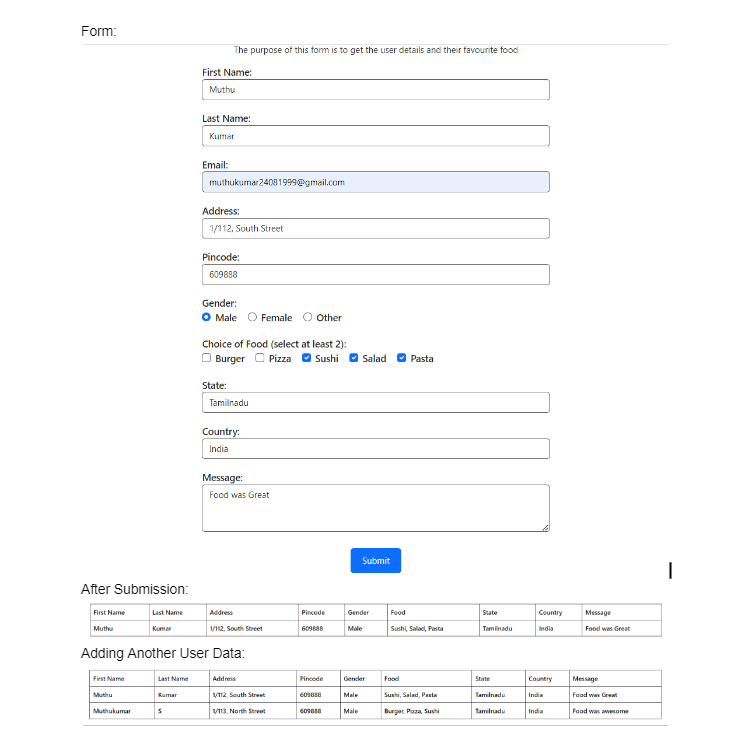 Form:
The purpose of this form is to get the user details and their favourite food
First Name:
Muthu
Last Name:
Kumar
Email:
muthukumar24081999@gmail.com
Address:
1/112, South Street
Pincode:
609888
Gender:
Male Female Other
Choice of Food (select at least 2):
Burger Pizza Sushi Salad Pasta
State:
Tamilnadu
Country:
India
Message:
Food was Great
Submit
After Submission:
First Name Last Name Address Pincode Gender Food State Country Message
Muthu Kumar 1/112, South Street 609888 Male Sushi, Salad, Pasta Tamilnadu India Food was Great
Adding Another User Data:
First Name Last Name Address Pincode Gender Food State Country Message
Muthu Kumar 1/112, South Street 609888 Male Sushi, Salad, Pasta Tamilnadu India Food was Great
Muthukumar S 1/113, North Street 609888 Male Burger, Pizza, Sushi Tamilnadu India Food was awesome